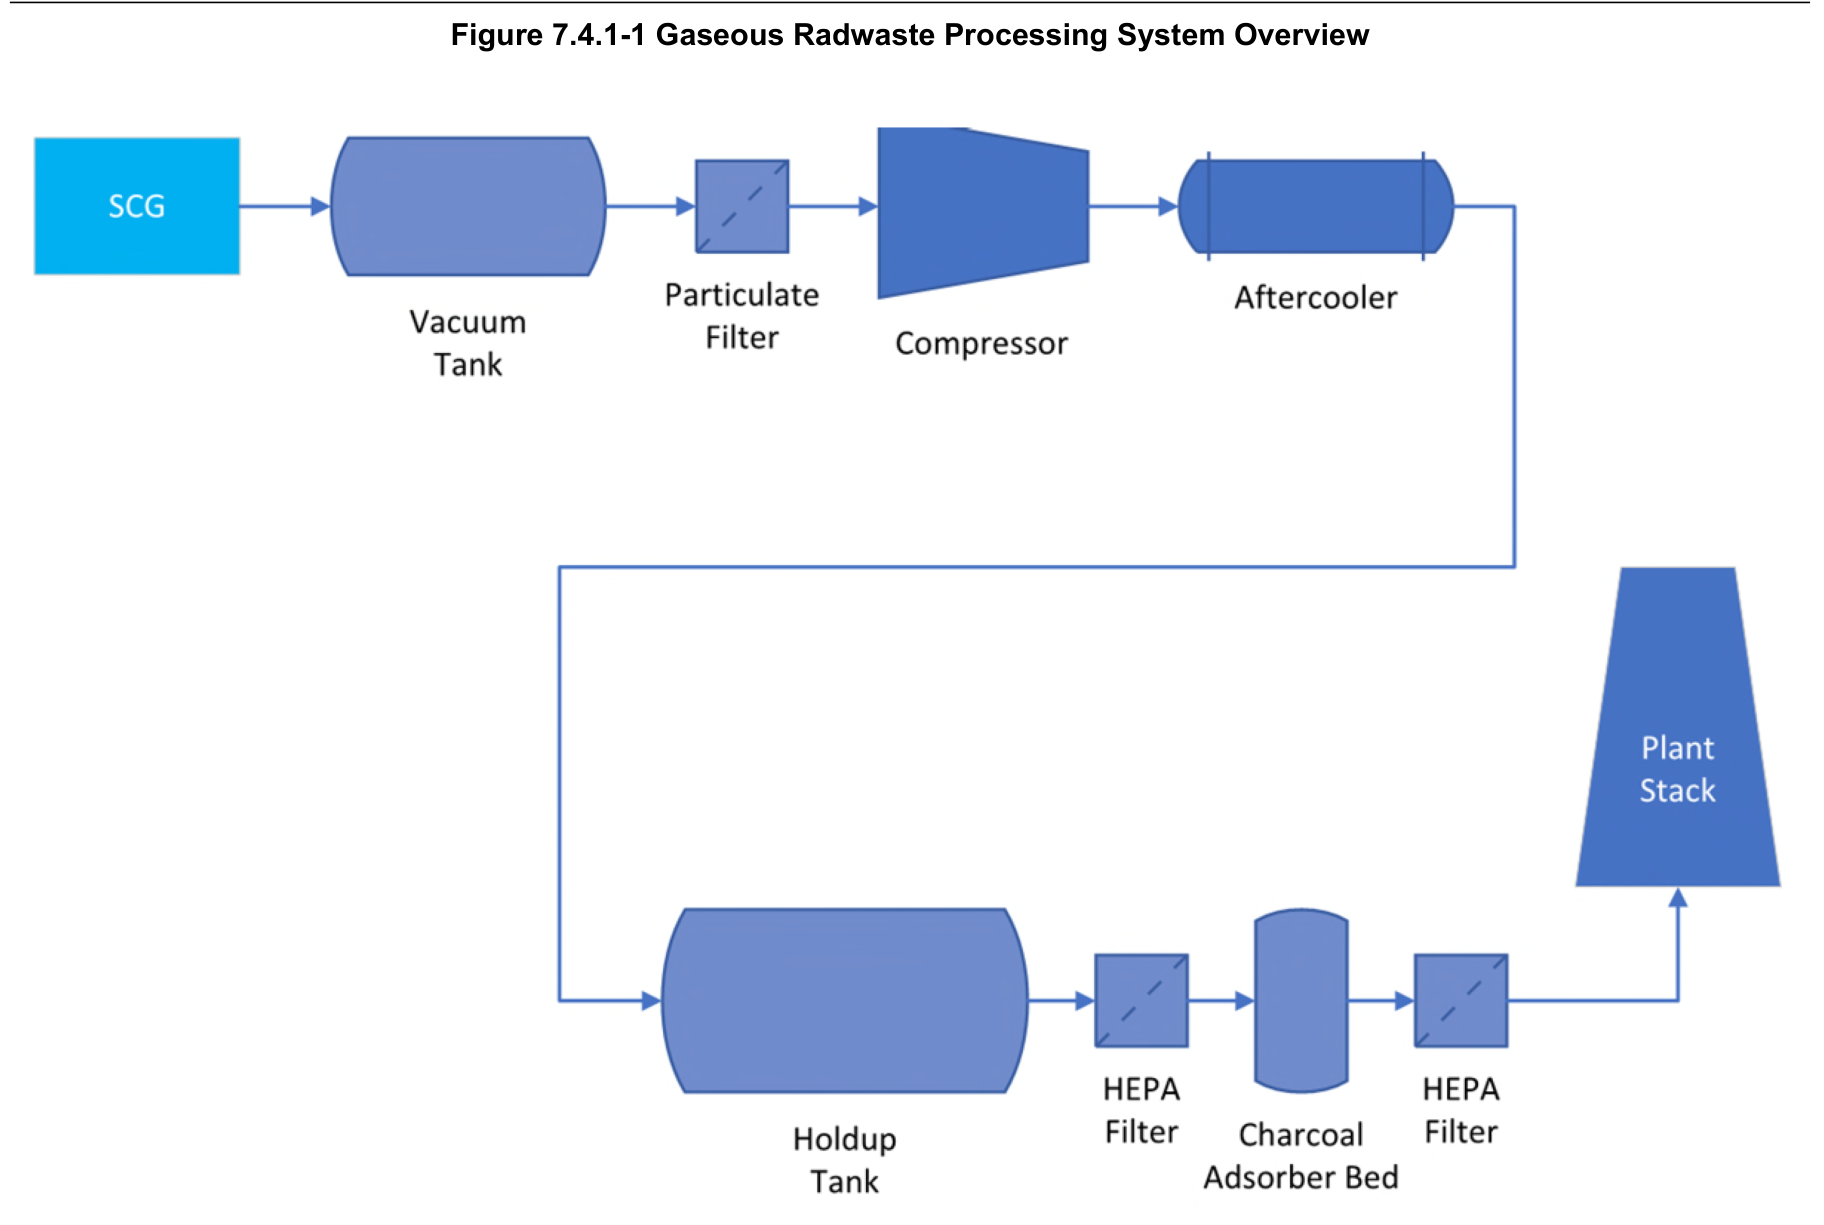 Figure 7.4.1-1 Gaseous Radwaste Processing System Overview
SCG
Vacuum
Tank
Particulate
Filter
Compressor
Aftercooler
Plant
Stack
Holdup
Tank
HEPA
Filter
Charcoal
Adsorber Bed
HEPA
Filter